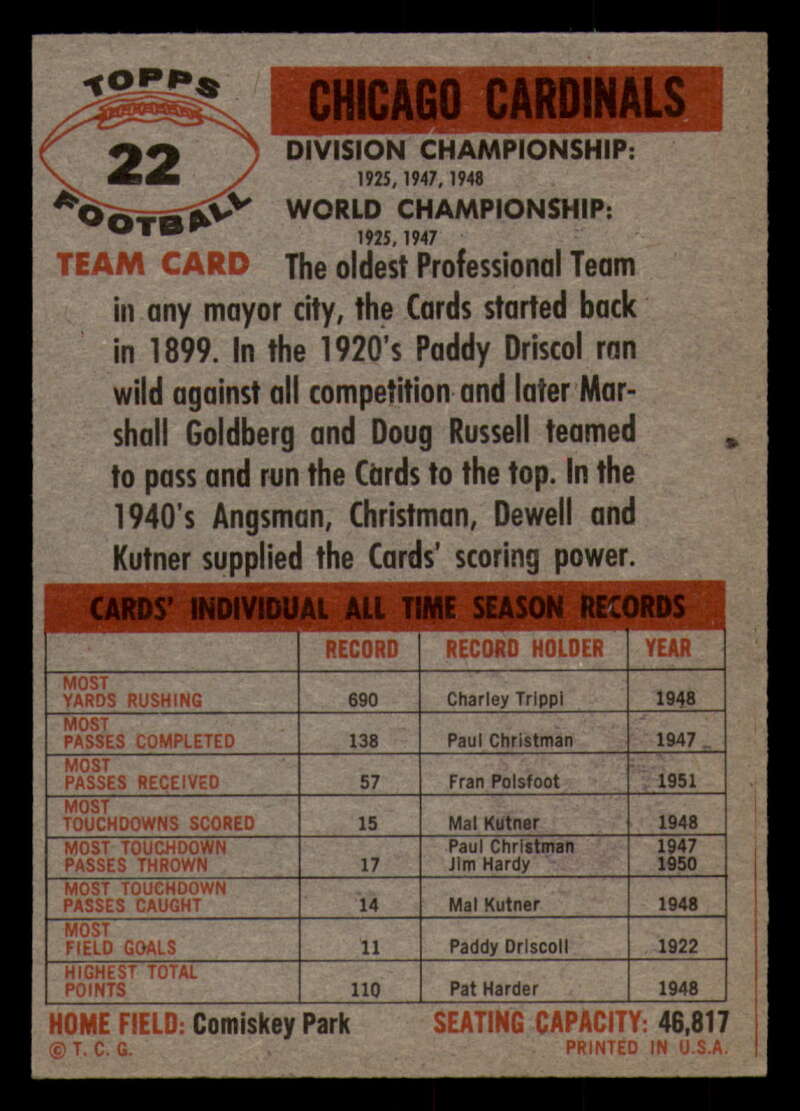 TOPPS
22
FOOTBALL
TEAM CARD
CHICAGO CARDINALS
DIVISION CHAMPIONSHIP:
1925, 1947, 1948
WORLD CHAMPIONSHIP:
1925, 1947
The oldest Professional Team
in any mayor city, the Cards started back
in 1899. In the 1920's Paddy Driscol ran
wild against all competition and later Mar-
shall Goldberg and Doug Russell teamed
to pass and run the Cards to the top. In the
1940's Angsman, Christman, Dewell and
Kutner supplied the Cards' scoring power.
CARDS' INDIVIDUAL ALL TIME SEASON RECORDS
RECORD RECORD HOLDER YEAR
MOST
YARDS RUSHING 690 Charley Trippi 1948
MOST
PASSES COMPLETED 138 Paul Christman 1947
MOST
PASSES RECEIVED 57 Fran Polsfoot 1951
MOST
TOUCHDOWNS SCORED 15 Mal Kutner 1948
MOST TOUCHDOWN Paul Christman 1947
PASSES THROWN 17 Jim Hardy 1950
MOST TOUCHDOWN
PASSES CAUGHT 14 Mal Kutner 1948
MOST
FIELD GOALS 11 Paddy Driscoll 1922
HIGHEST TOTAL
POINTS 110 Pat Harder 1948
HOME FIELD: Comiskey Park SEATING CAPACITY: 46,817
© T. C. G. PRINTED IN U.S.A.